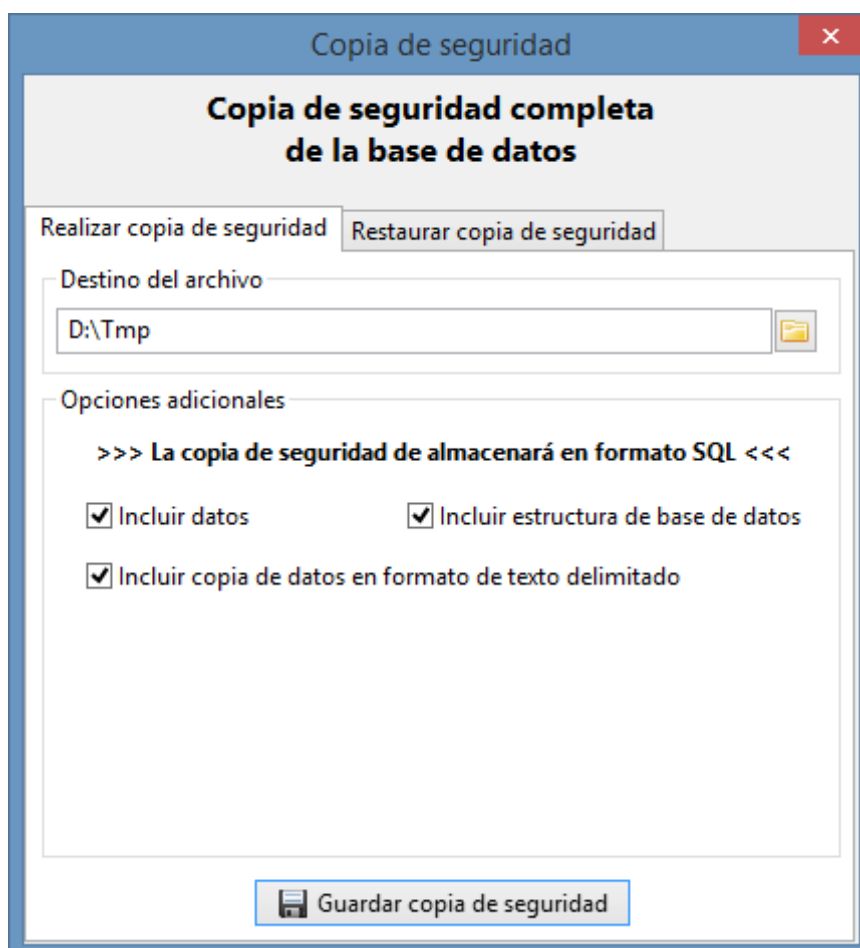 Copia de seguridad
Copia de seguridad completa
de la base de datos
Realizar copia de seguridad
Restaurar copia de seguridad
Destino del archivo
D:\Tmp
Opciones adicionales
>>> La copia de seguridad de almacenará en formato SQL <<<
Incluir datos
Incluir estructura de base de datos
Incluir copia de datos en formato de texto delimitado
Guardar copia de seguridad